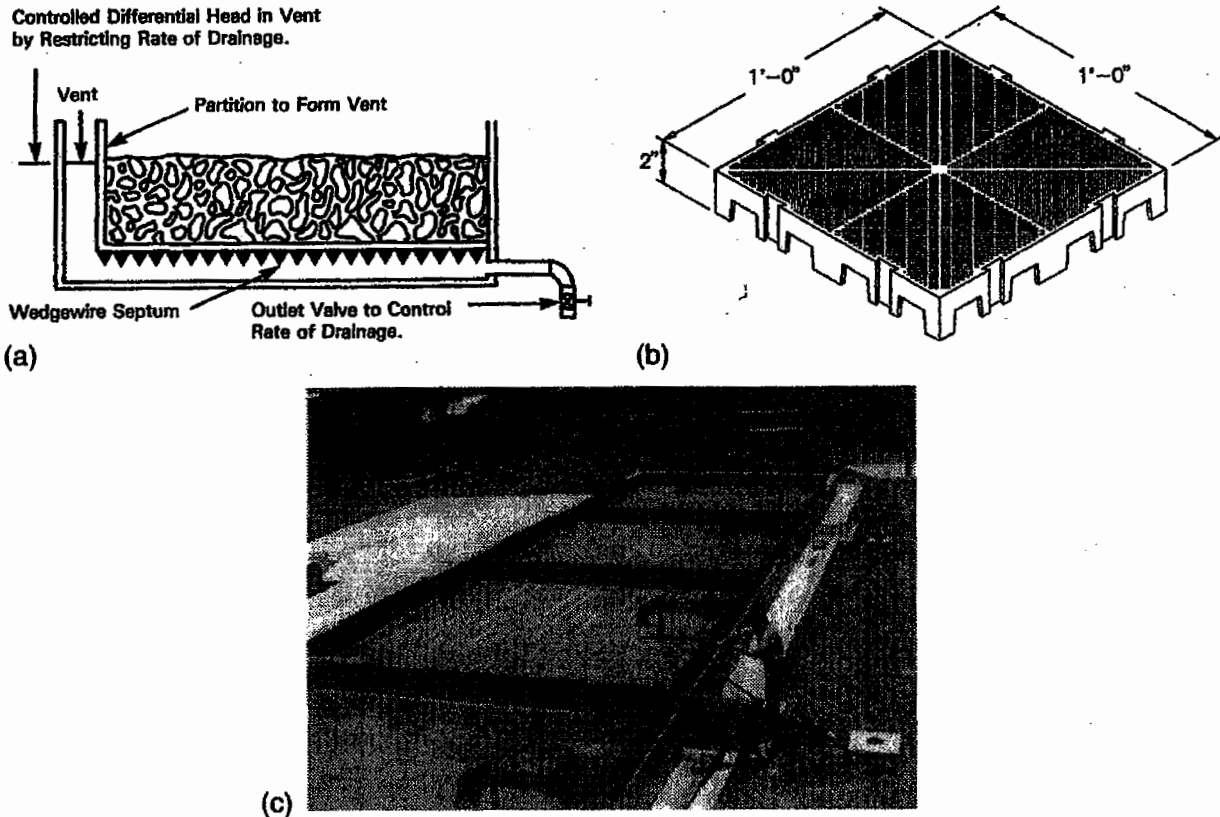 Controlled Differential Head in Vent
by Restricting Rate of Drainage.
Vent
Partition to Form Vent
Wedgewire Septum
Outlet Valve to Control
Rate of Drainage.
(a)
1'-0"
1'-0"
2"
(b)
(c)